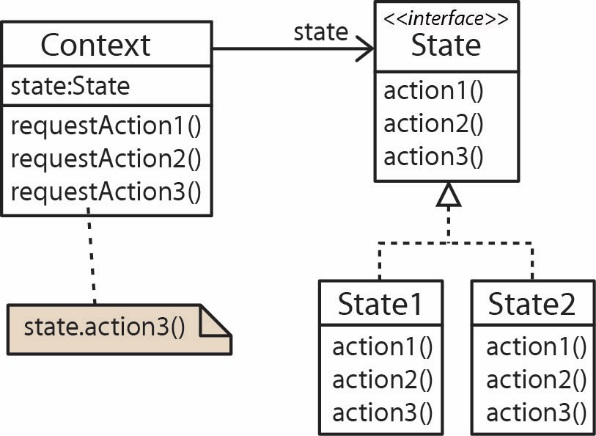 Context
state:State
requestAction1()
requestAction2()
requestAction3()
state
<<interface>>
State
action1()
action2()
action3()
state.action3()
State1
action1()
action2()
action3()
State2
action1()
action2()
action3()